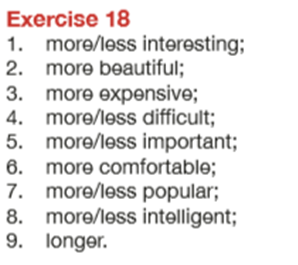 Exercise 18
1. more/less interesting;
2. more beautiful;
3. more expensive;
4. more/less difficult;
5. more/less important;
6. more comfortable;
7. more/less popular;
8. more/less intelligent;
9. longer.